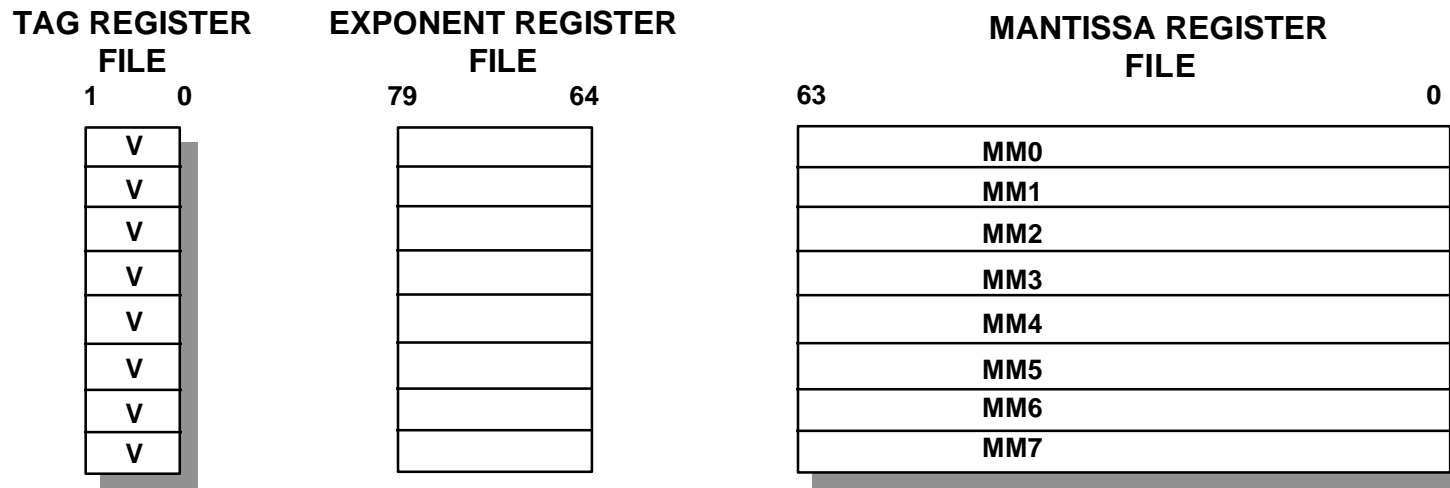 TAG REGISTER
FILE
1 0
V
V
V
V
V
V
V
V
EXPONENT REGISTER
FILE
79 64
MANTISSA REGISTER
FILE
63 0
MM0
MM1
MM2
MM3
MM4
MM5
MM6
MM7